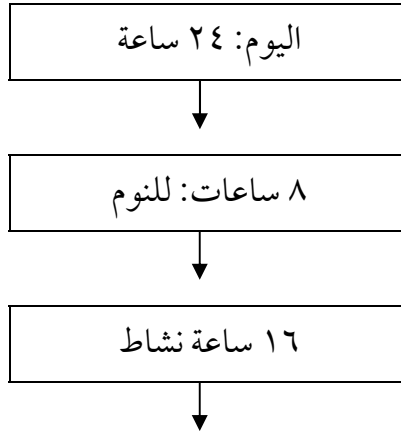 اليوم: ٢٤ ساعة
٨ ساعات: للنوم
١٦ ساعة نشاط